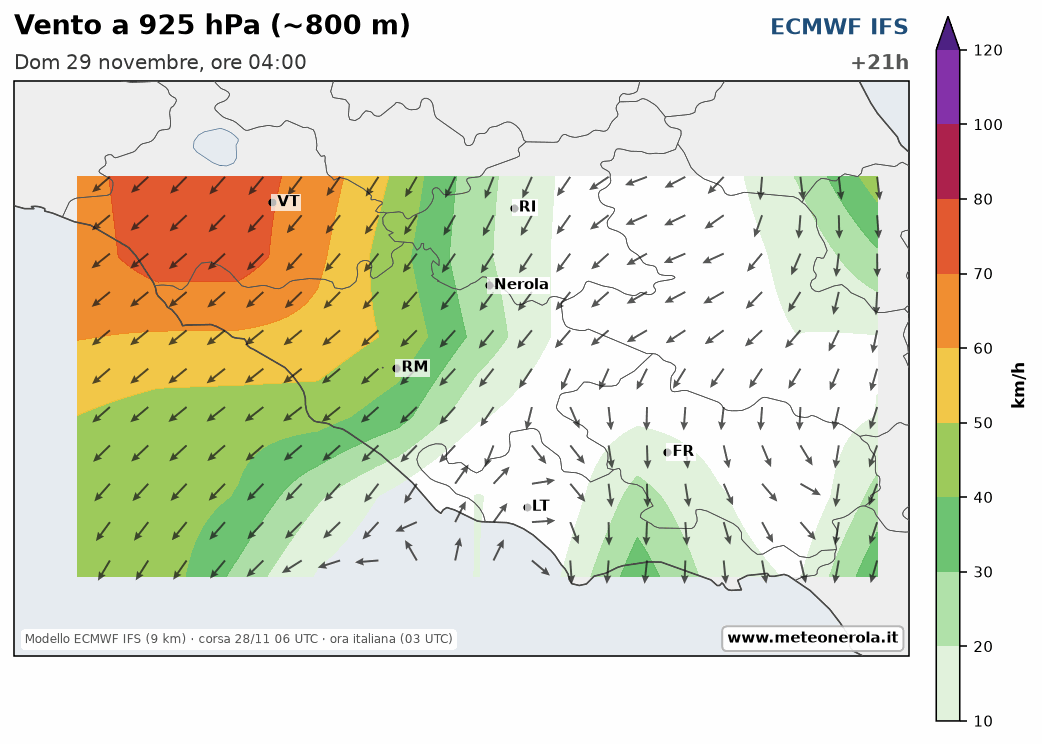 Vento a 925 hPa (~800 m)
ECMWF IFS
Dom 29 novembre, ore 04:00
+21h
VT
RI
Nerola
RM
FR
LT
120
100
80
70
60
50
40
30
20
10
km/h
Modello ECMWF IFS (9 km) · corsa 28/11 06 UTC · ora italiana (03 UTC)
www.meteonerola.it